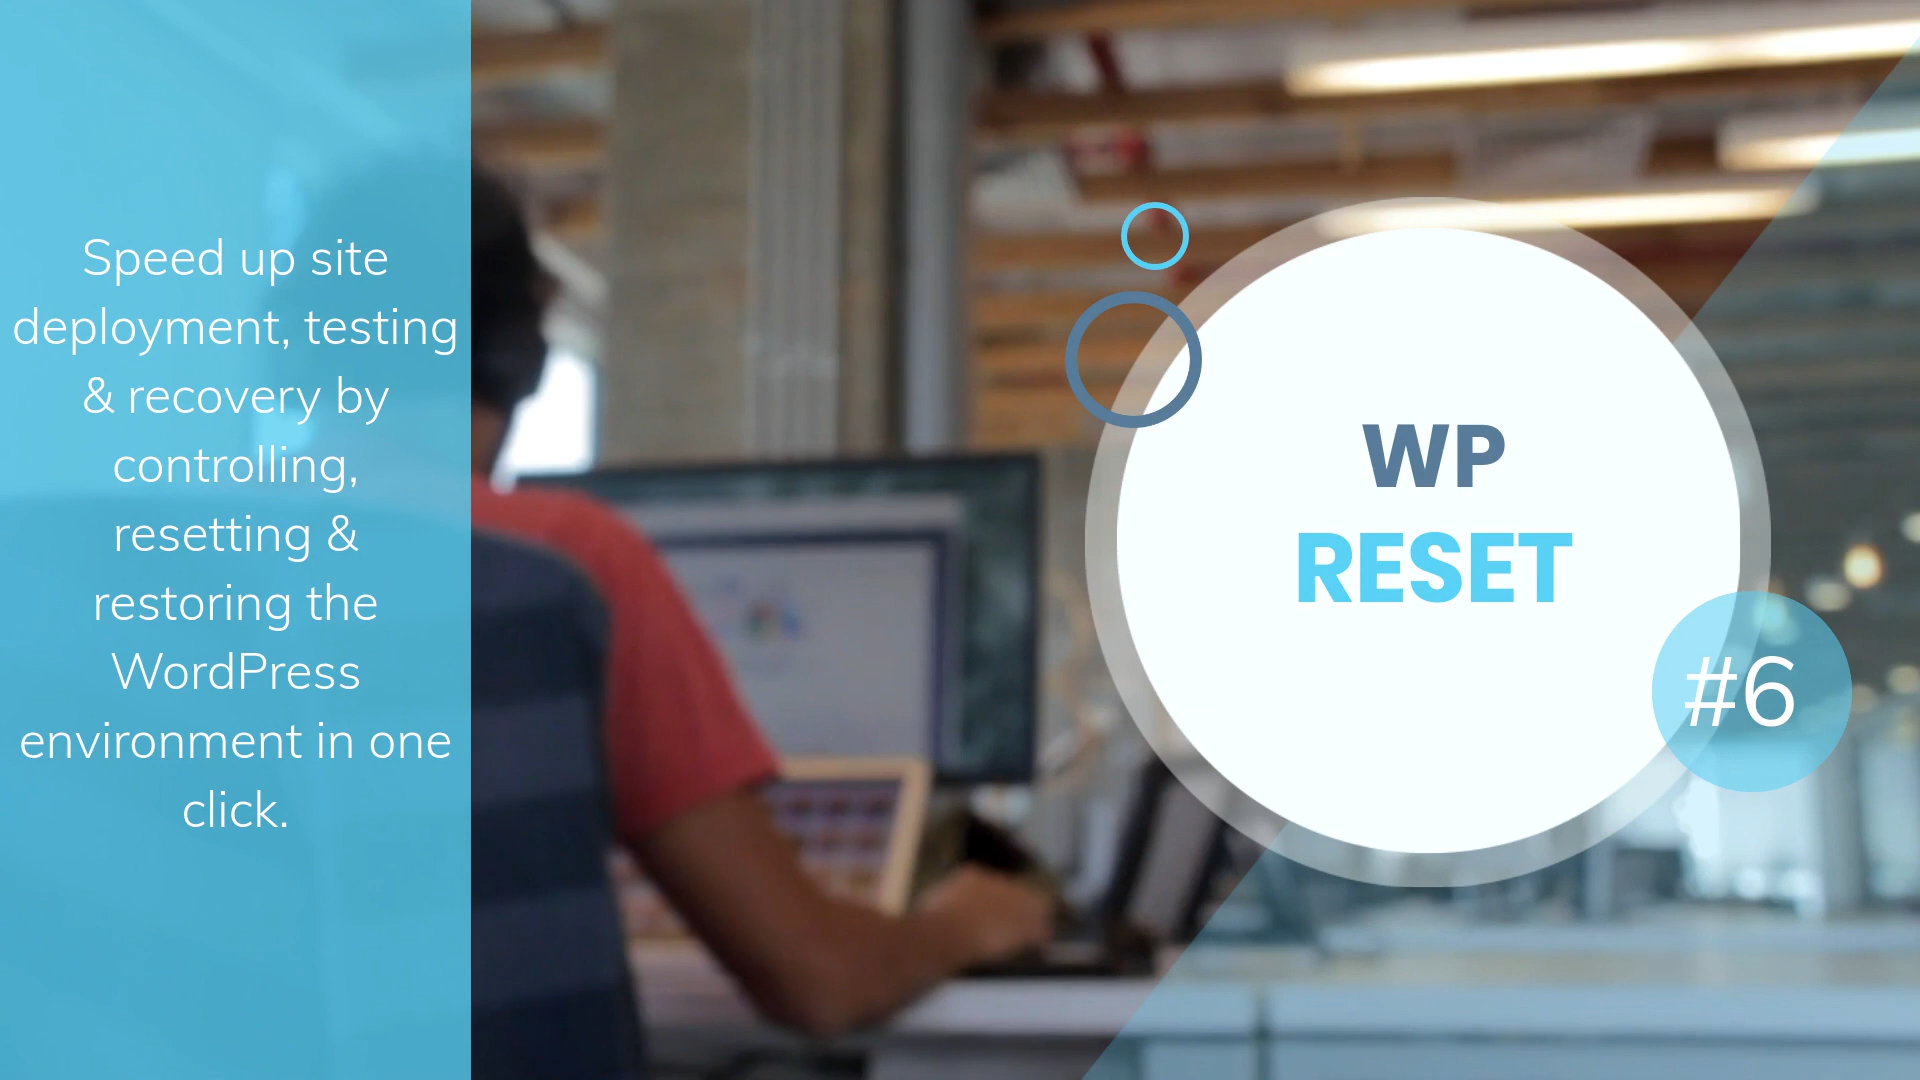 Speed up site
deployment, testing
& recovery by
controlling,
resetting &
restoring the
WordPress
environment in one
click.
WP
RESET
#6